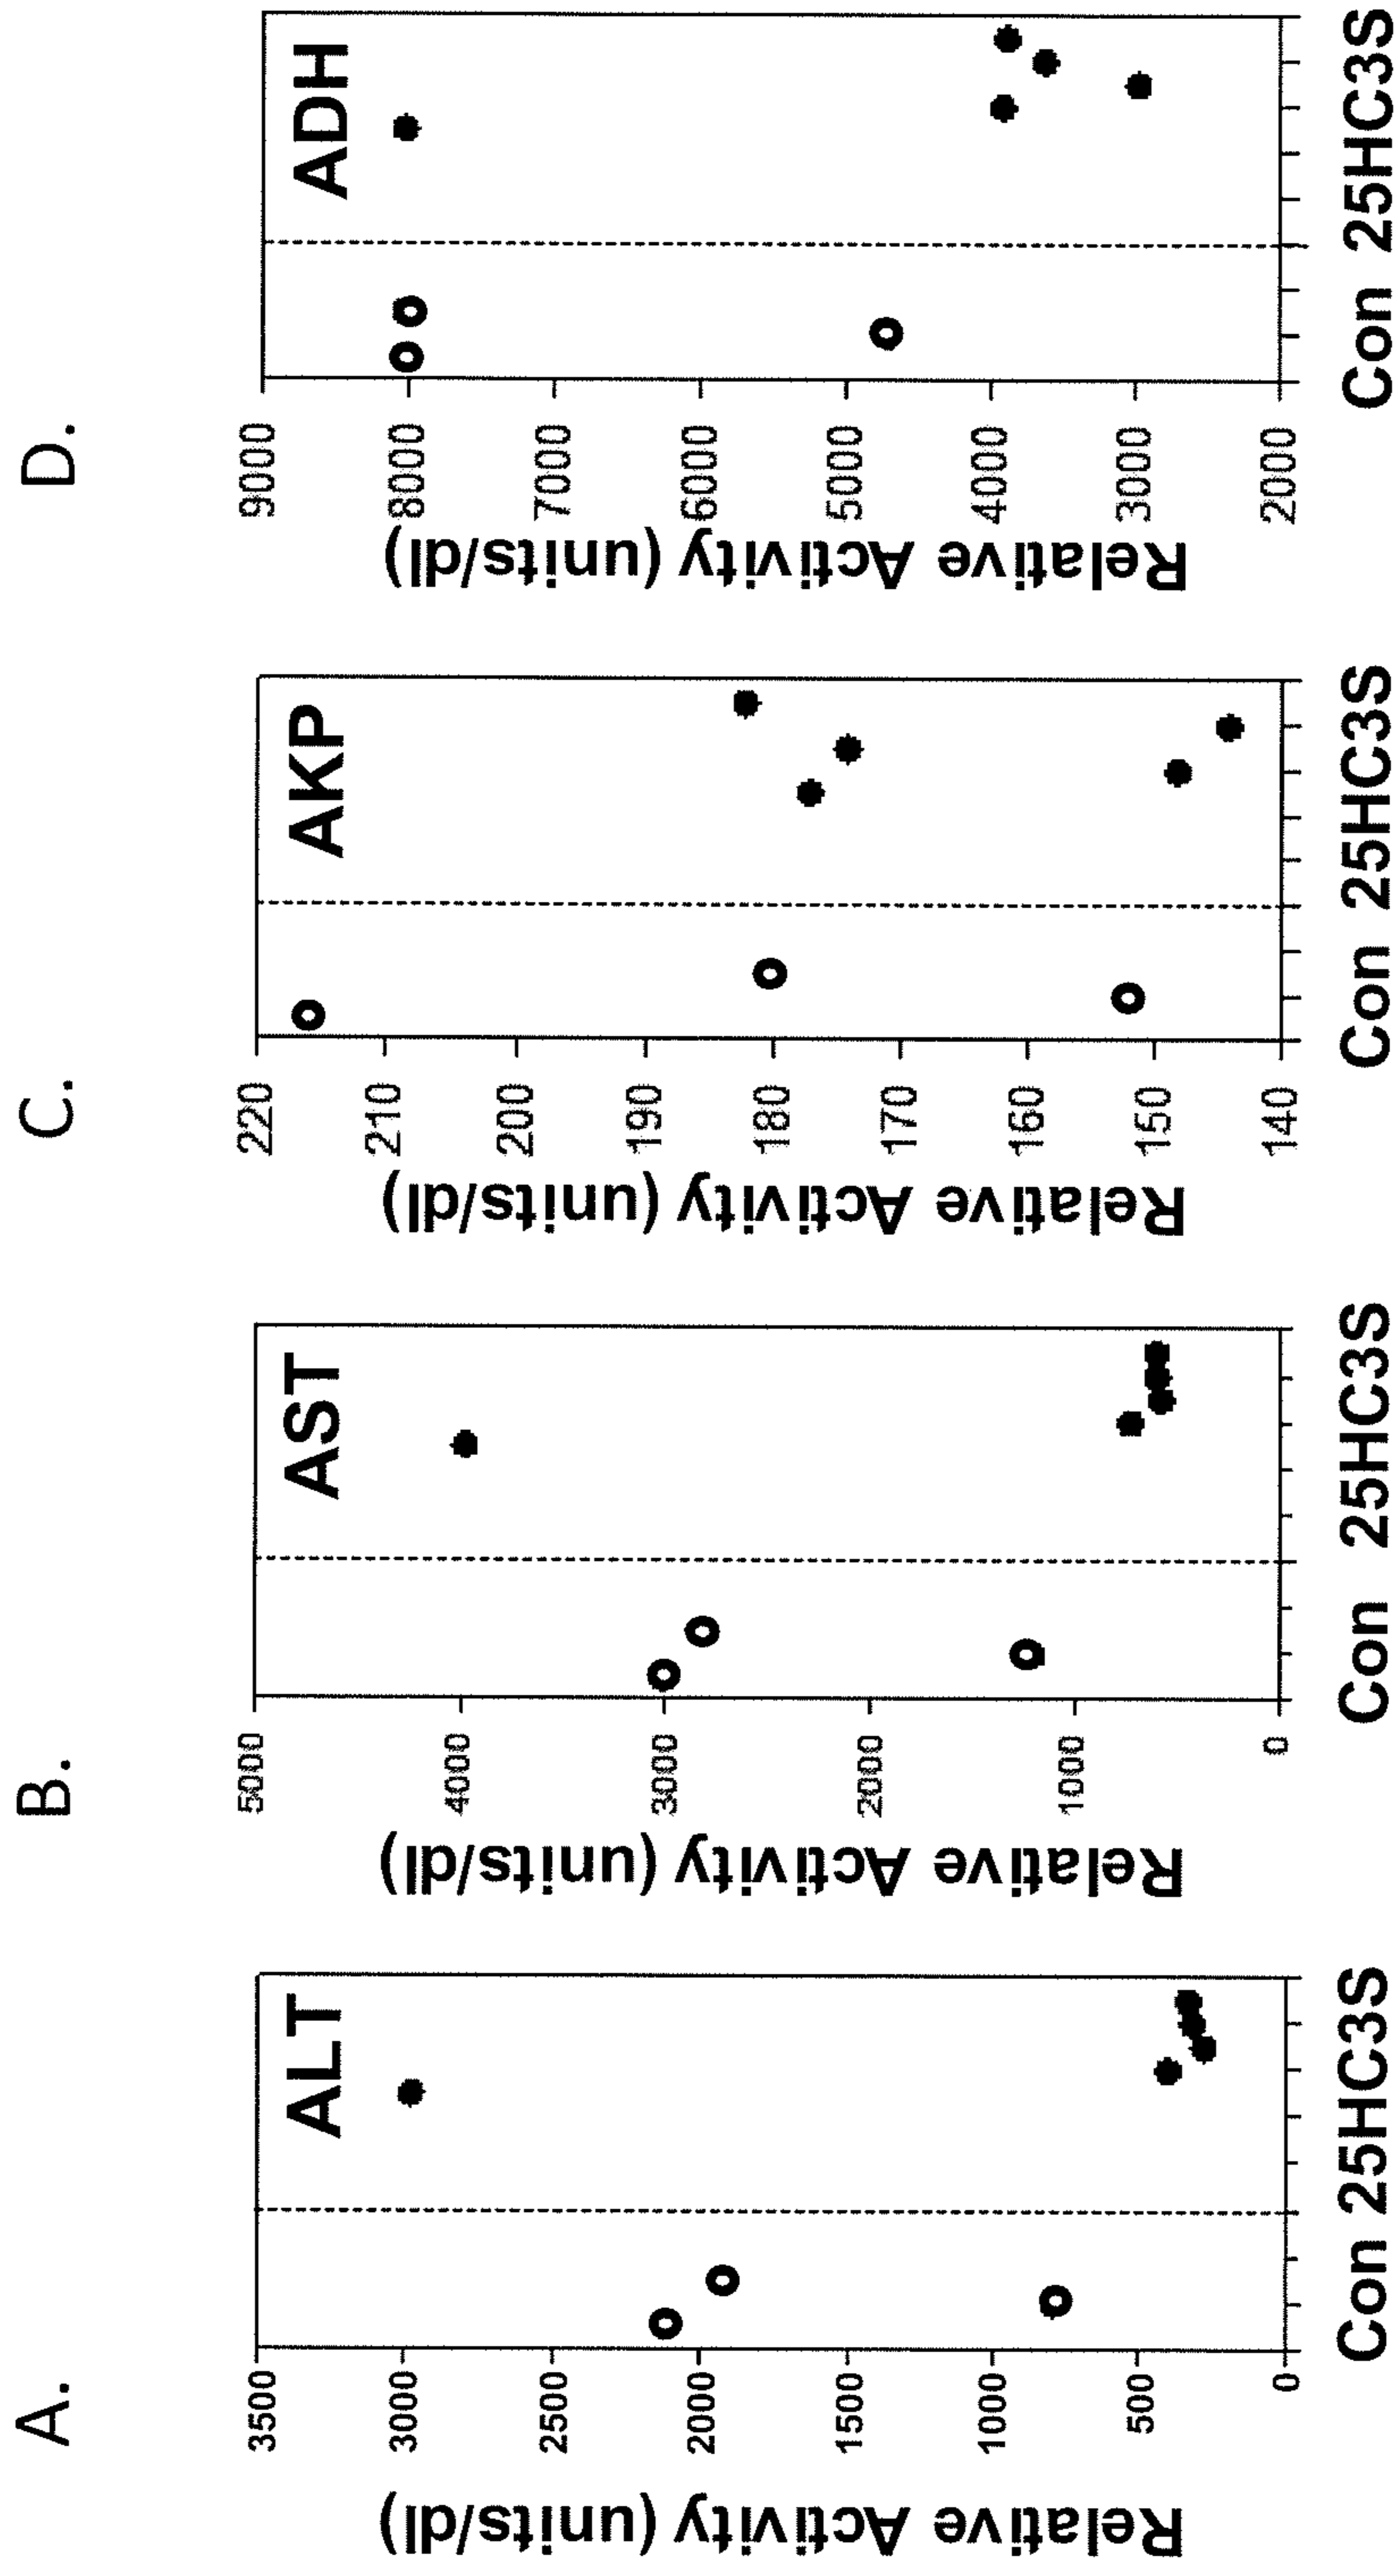 A.
Relative Activity (units/dl)
3500
3000
2500
2000
1500
1000
500
0
ALT
Con 25HC3S
B.
Relative Activity (units/dl)
5000
4000
3000
2000
1000
0
AST
Con 25HC3S
C.
Relative Activity (units/dl)
220
210
200
190
180
170
160
150
140
AKP
Con 25HC3S
D.
Relative Activity (units/dl)
9000
8000
7000
6000
5000
4000
3000
2000
ADH
Con 25HC3S